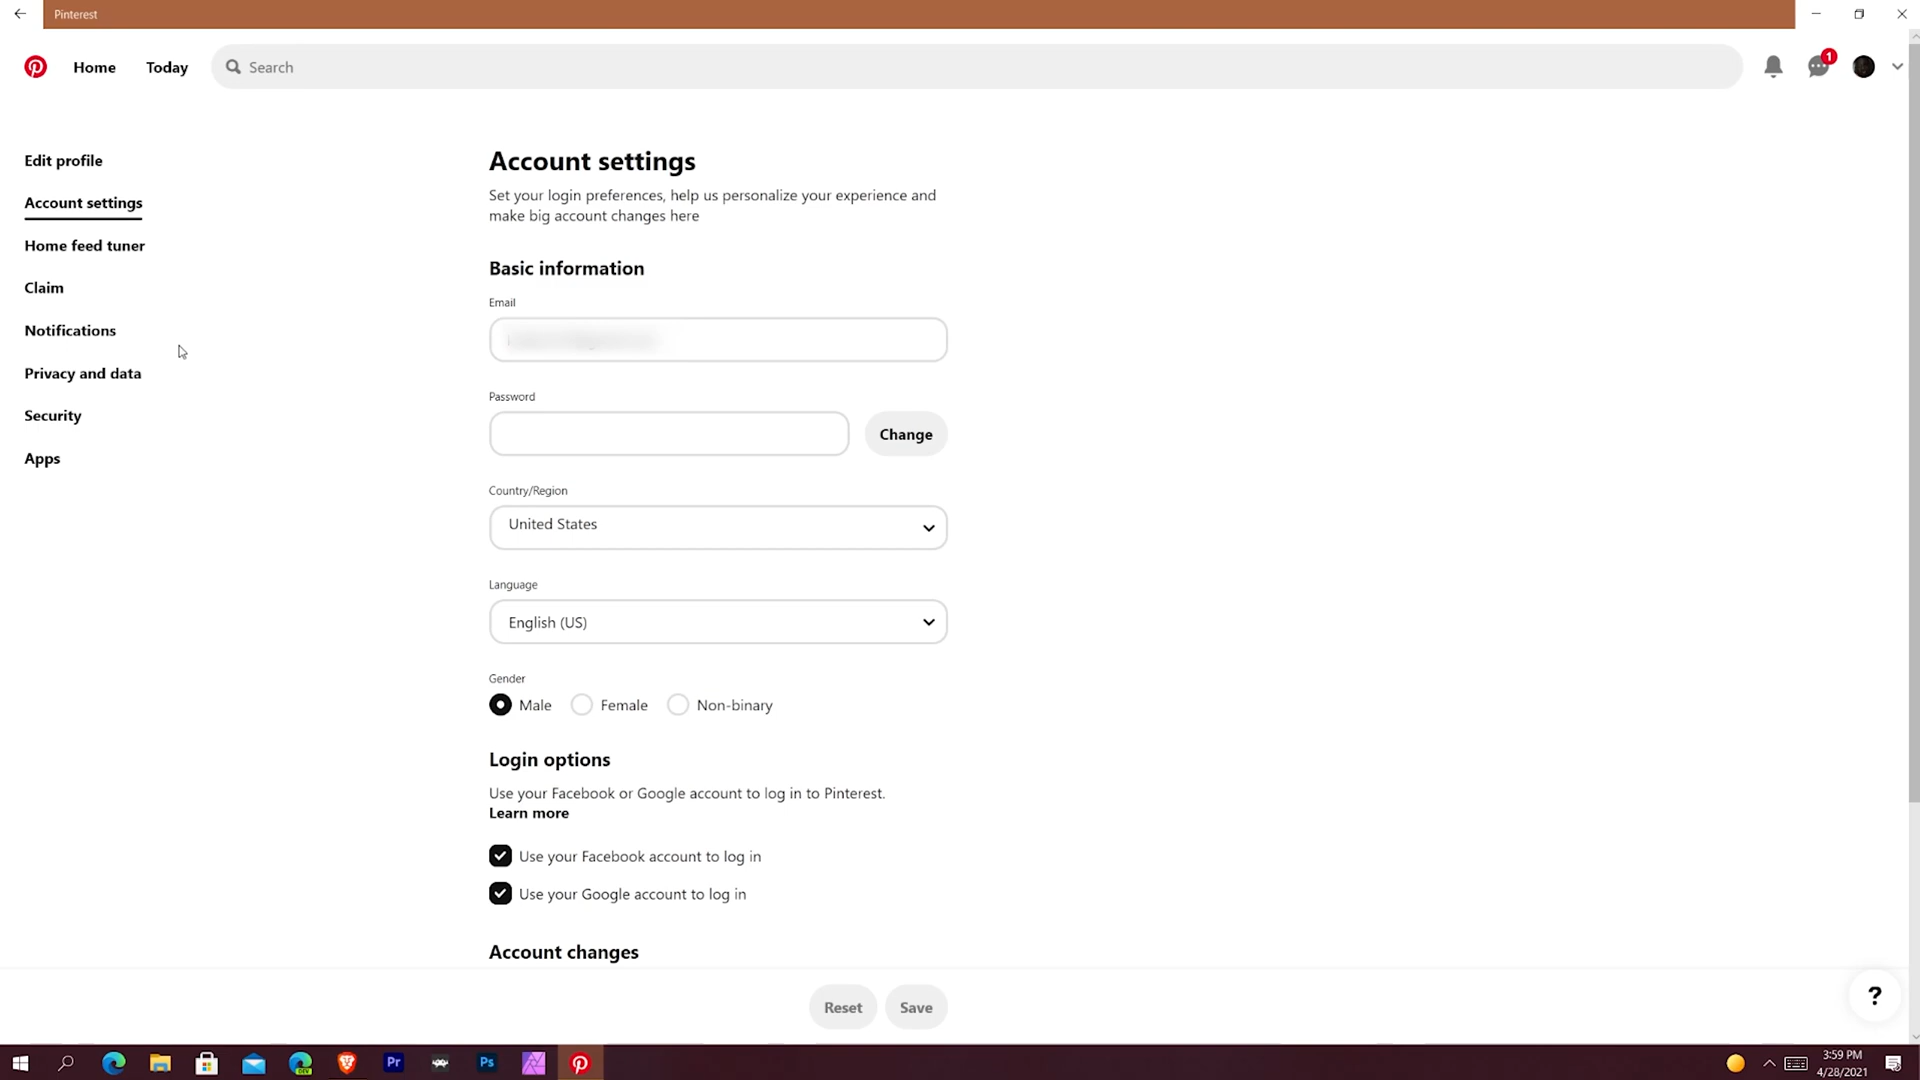 Pinterest
Home
Today
Search
1
Edit profile
Account settings
Home feed tuner
Claim
Notifications
Privacy and data
Security
Apps
Account settings
Set your login preferences, help us personalize your experience and
make big account changes here
Basic information
Email
Password
Change
Country/Region
United States
Language
English (US)
Gender
Male
Female
Non-binary
Login options
Use your Facebook or Google account to log in to Pinterest.
Learn more
Use your Facebook account to log in
Use your Google account to log in
Account changes
Reset
Save
?
DEV
Pr
Ps
3:59 PM
4/28/2021